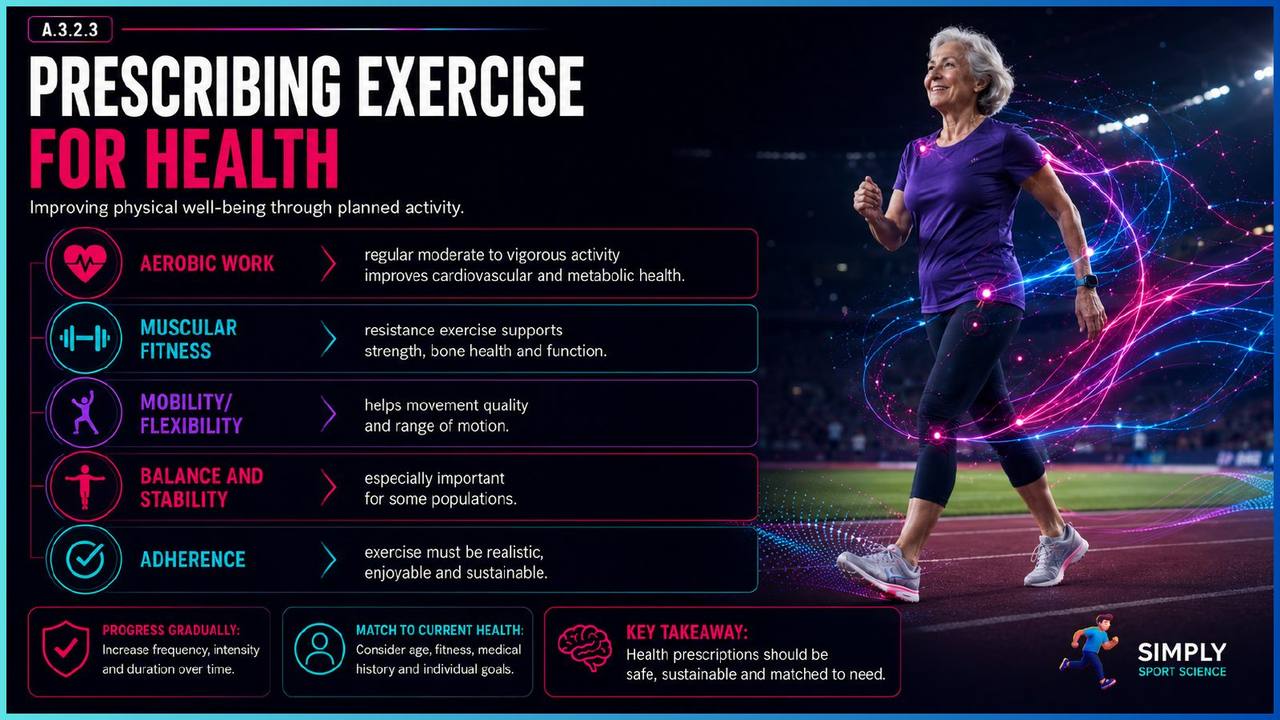 A.3.2.3
PRESCRIBING EXERCISE
FOR HEALTH
Improving physical well-being through planned activity.
AEROBIC WORK
regular moderate to vigorous activity
improves cardiovascular and metabolic health.
MUSCULAR
FITNESS
resistance exercise supports
strength, bone health and function.
MOBILITY/
FLEXIBILITY
helps movement quality
and range of motion.
BALANCE AND
STABILITY
especially important
for some populations.
ADHERENCE
exercise must be realistic,
enjoyable and sustainable.
PROGRESS GRADUALLY:
Increase frequency, intensity
and duration over time.
MATCH TO CURRENT HEALTH:
Consider age, fitness, medical
history and individual goals.
KEY TAKEAWAY:
Health prescriptions should be
safe, sustainable and matched to need.
SIMPLY
SPORT SCIENCE